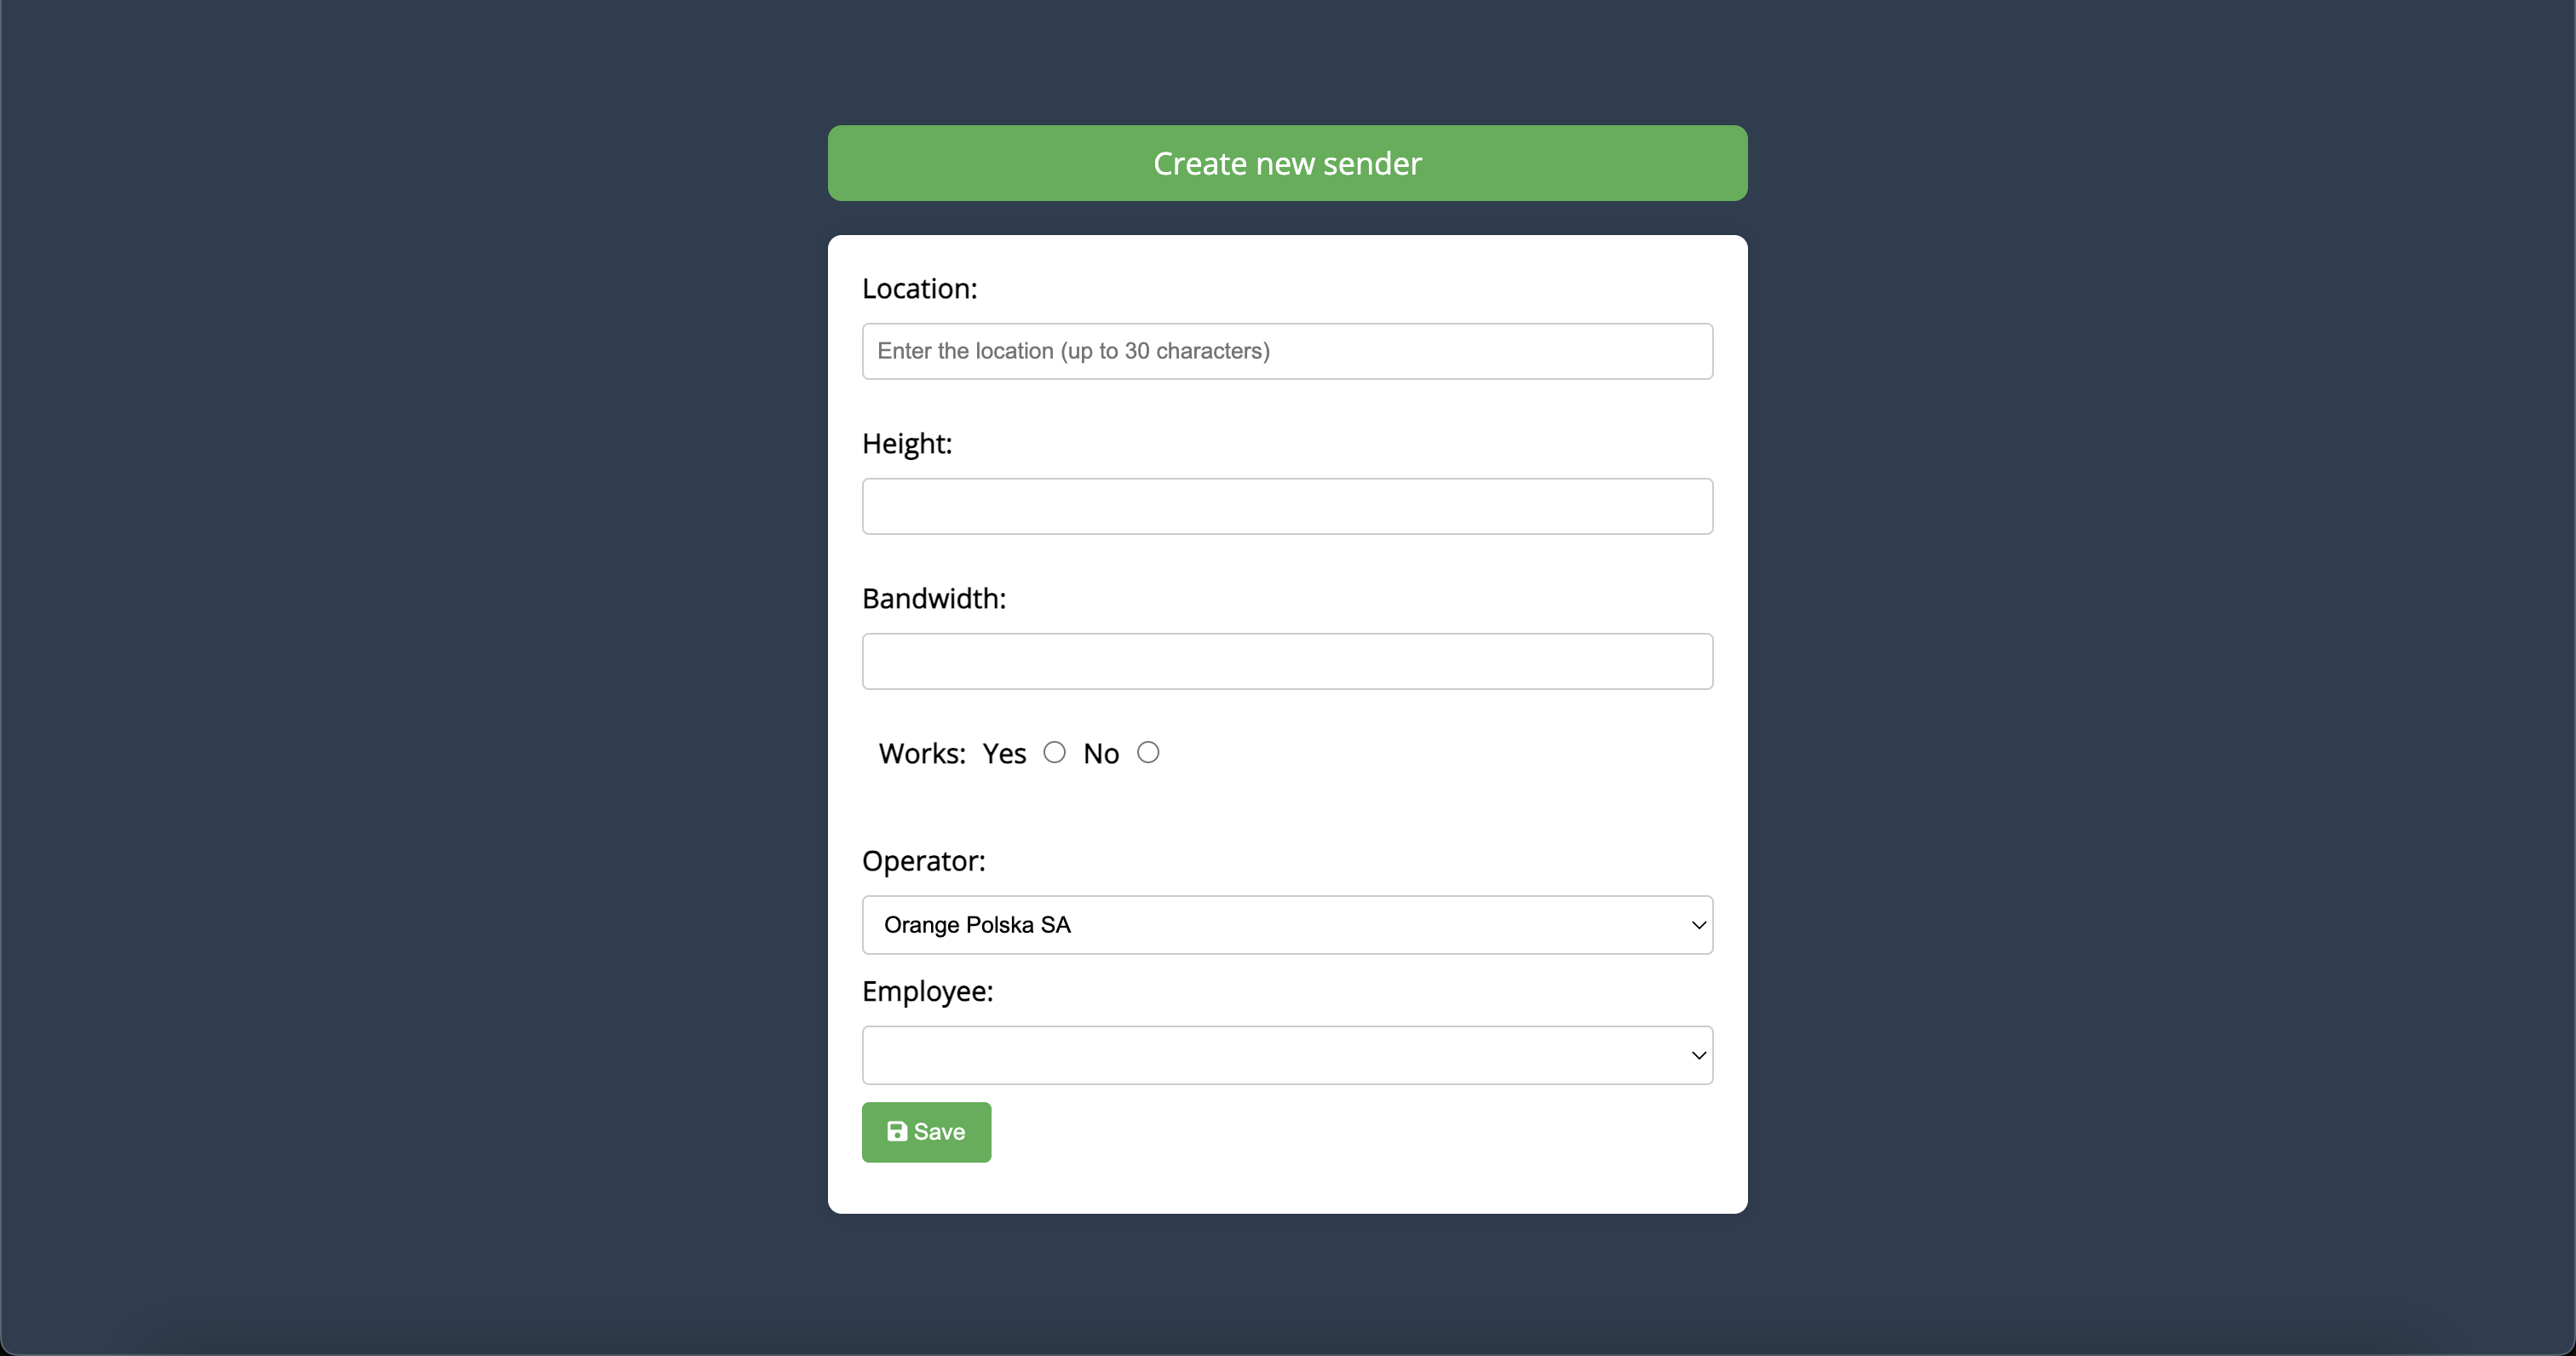 Create new sender
Location:
Enter the location (up to 30 characters)
Height:
Bandwidth:
Works: Yes No
Operator:
Orange Polska SA
Employee:
Save